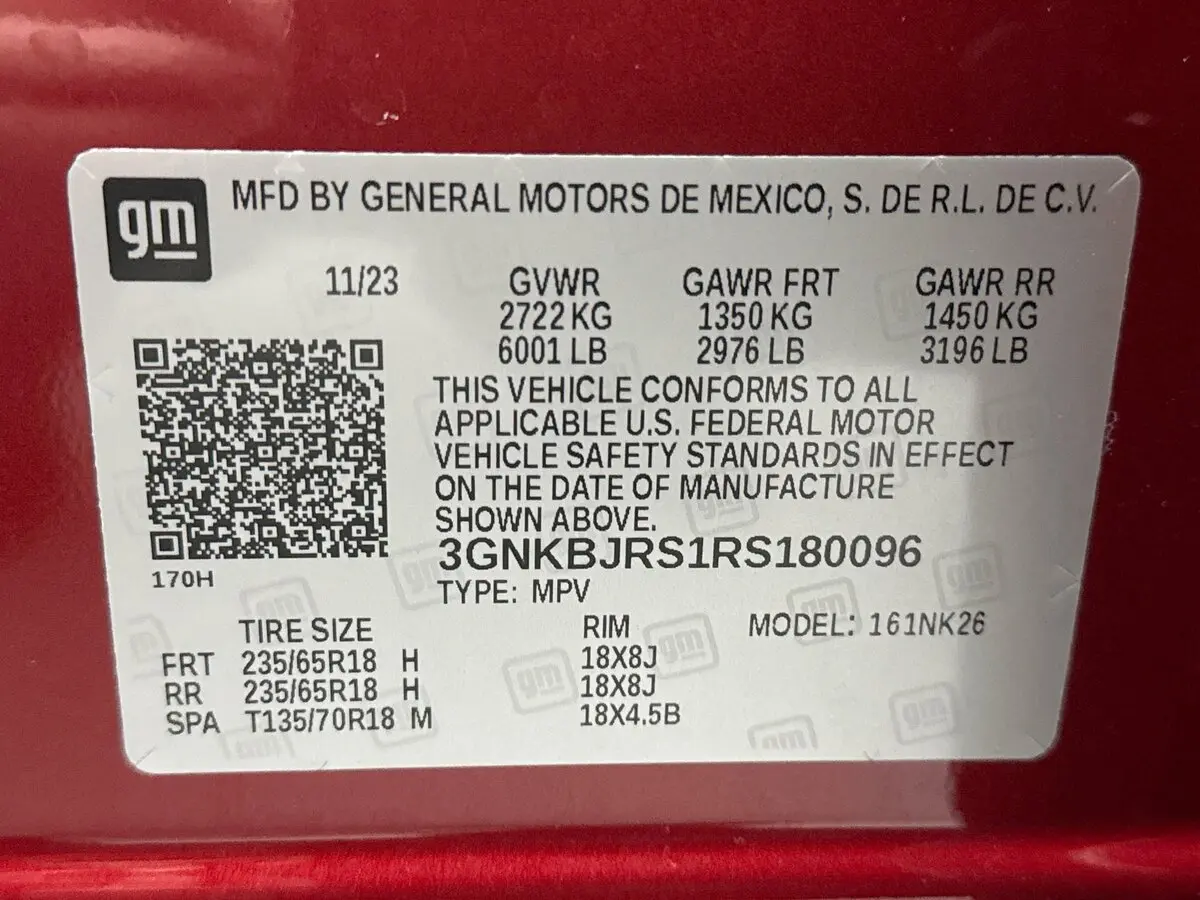 gm MFD BY GENERAL MOTORS DE MEXICO, S. DE R.L. DE C.V.
11/23 GVWR GAWR FRT GAWR RR
2722 KG 1350 KG 1450 KG
6001 LB 2976 LB 3196 LB
THIS VEHICLE CONFORMS TO ALL
APPLICABLE U.S. FEDERAL MOTOR
VEHICLE SAFETY STANDARDS IN EFFECT
ON THE DATE OF MANUFACTURE
SHOWN ABOVE.
3GNKBJRS1RS180096
170H
TYPE: MPV
TIRE SIZE RIM MODEL: 161NK26
FRT 235/65R18 H 18X8J
RR 235/65R18 H 18X8J
SPA T135/70R18 M 18X4.5B